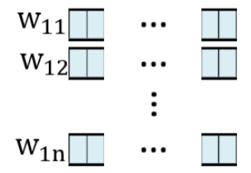 w₁₁ ...
w₁₂ ...
⋮
w₁ₙ ...